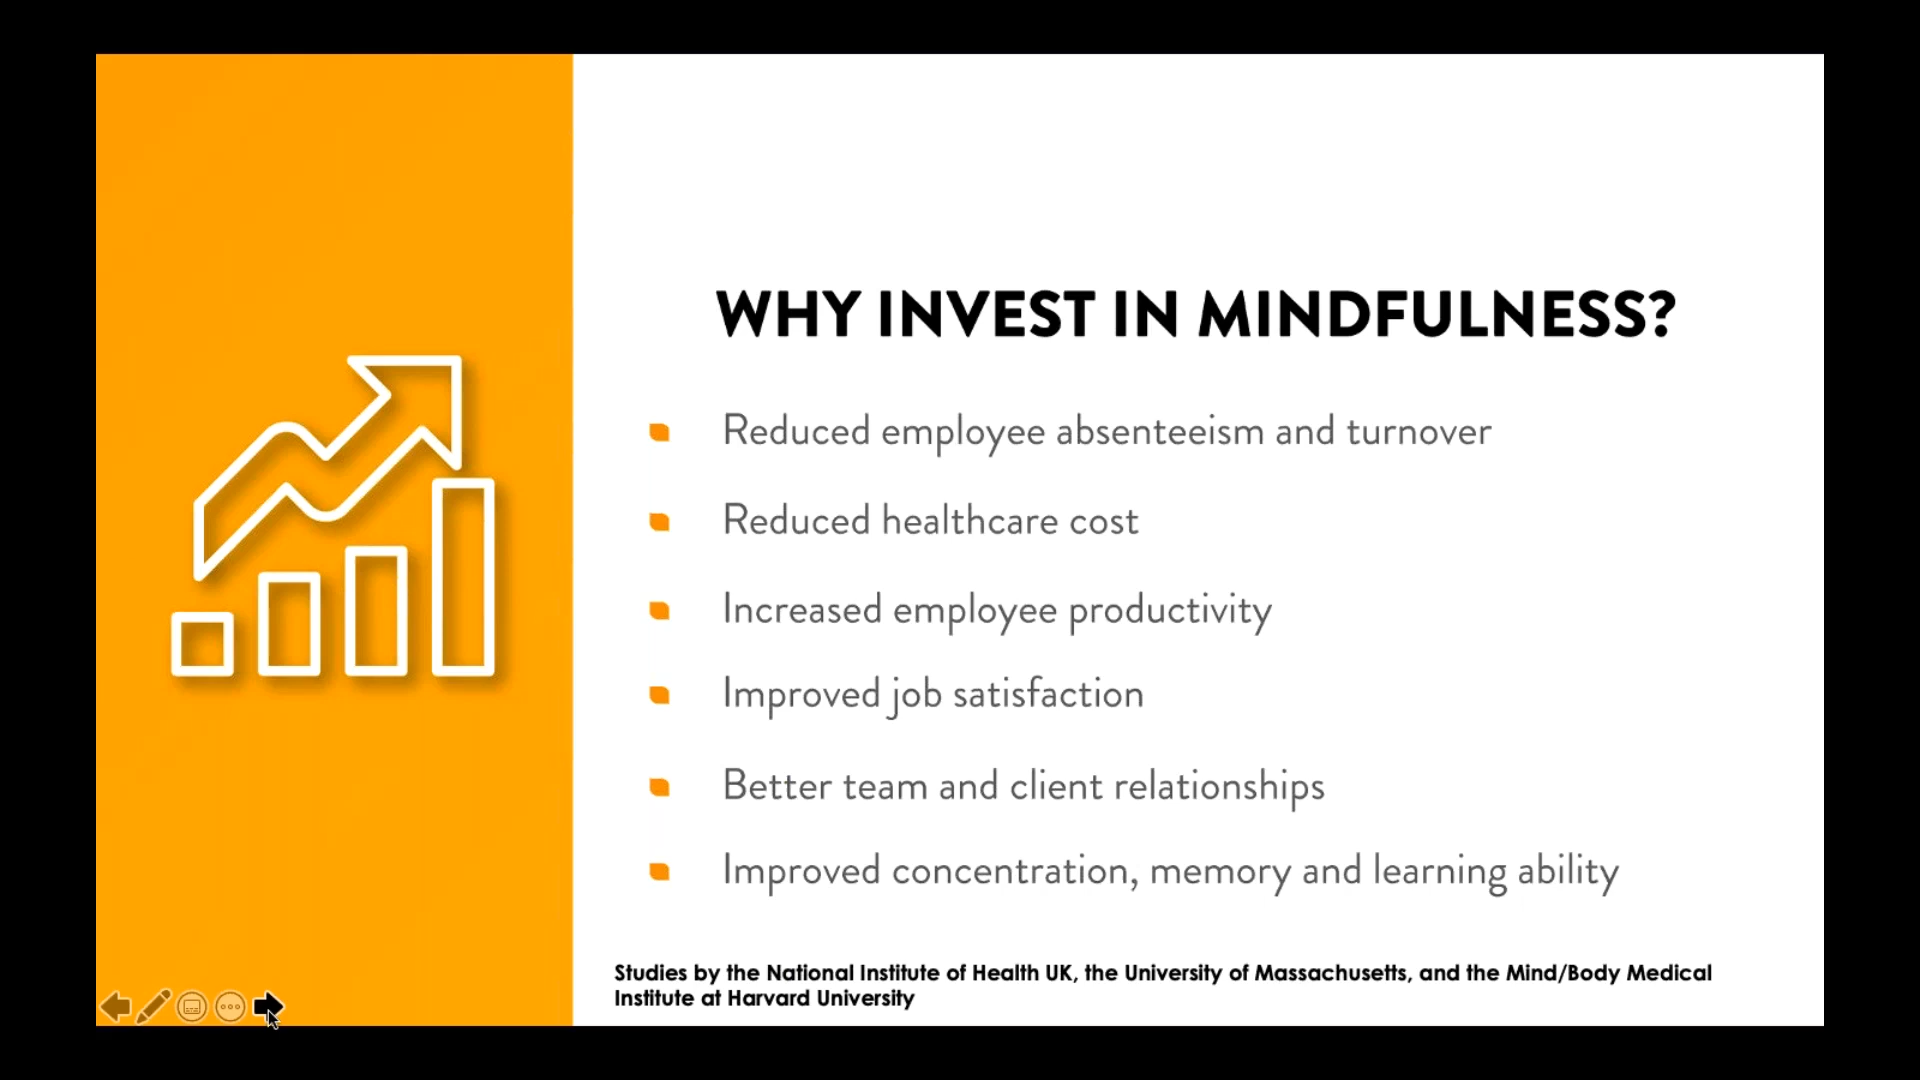 WHY INVEST IN MINDFULNESS?
Reduced employee absenteeism and turnover
Reduced healthcare cost
Increased employee productivity
Improved job satisfaction
Better team and client relationships
Improved concentration, memory and learning ability
Studies by the National Institute of Health UK, the University of Massachusetts, and the Mind/Body Medical
Institute at Harvard University